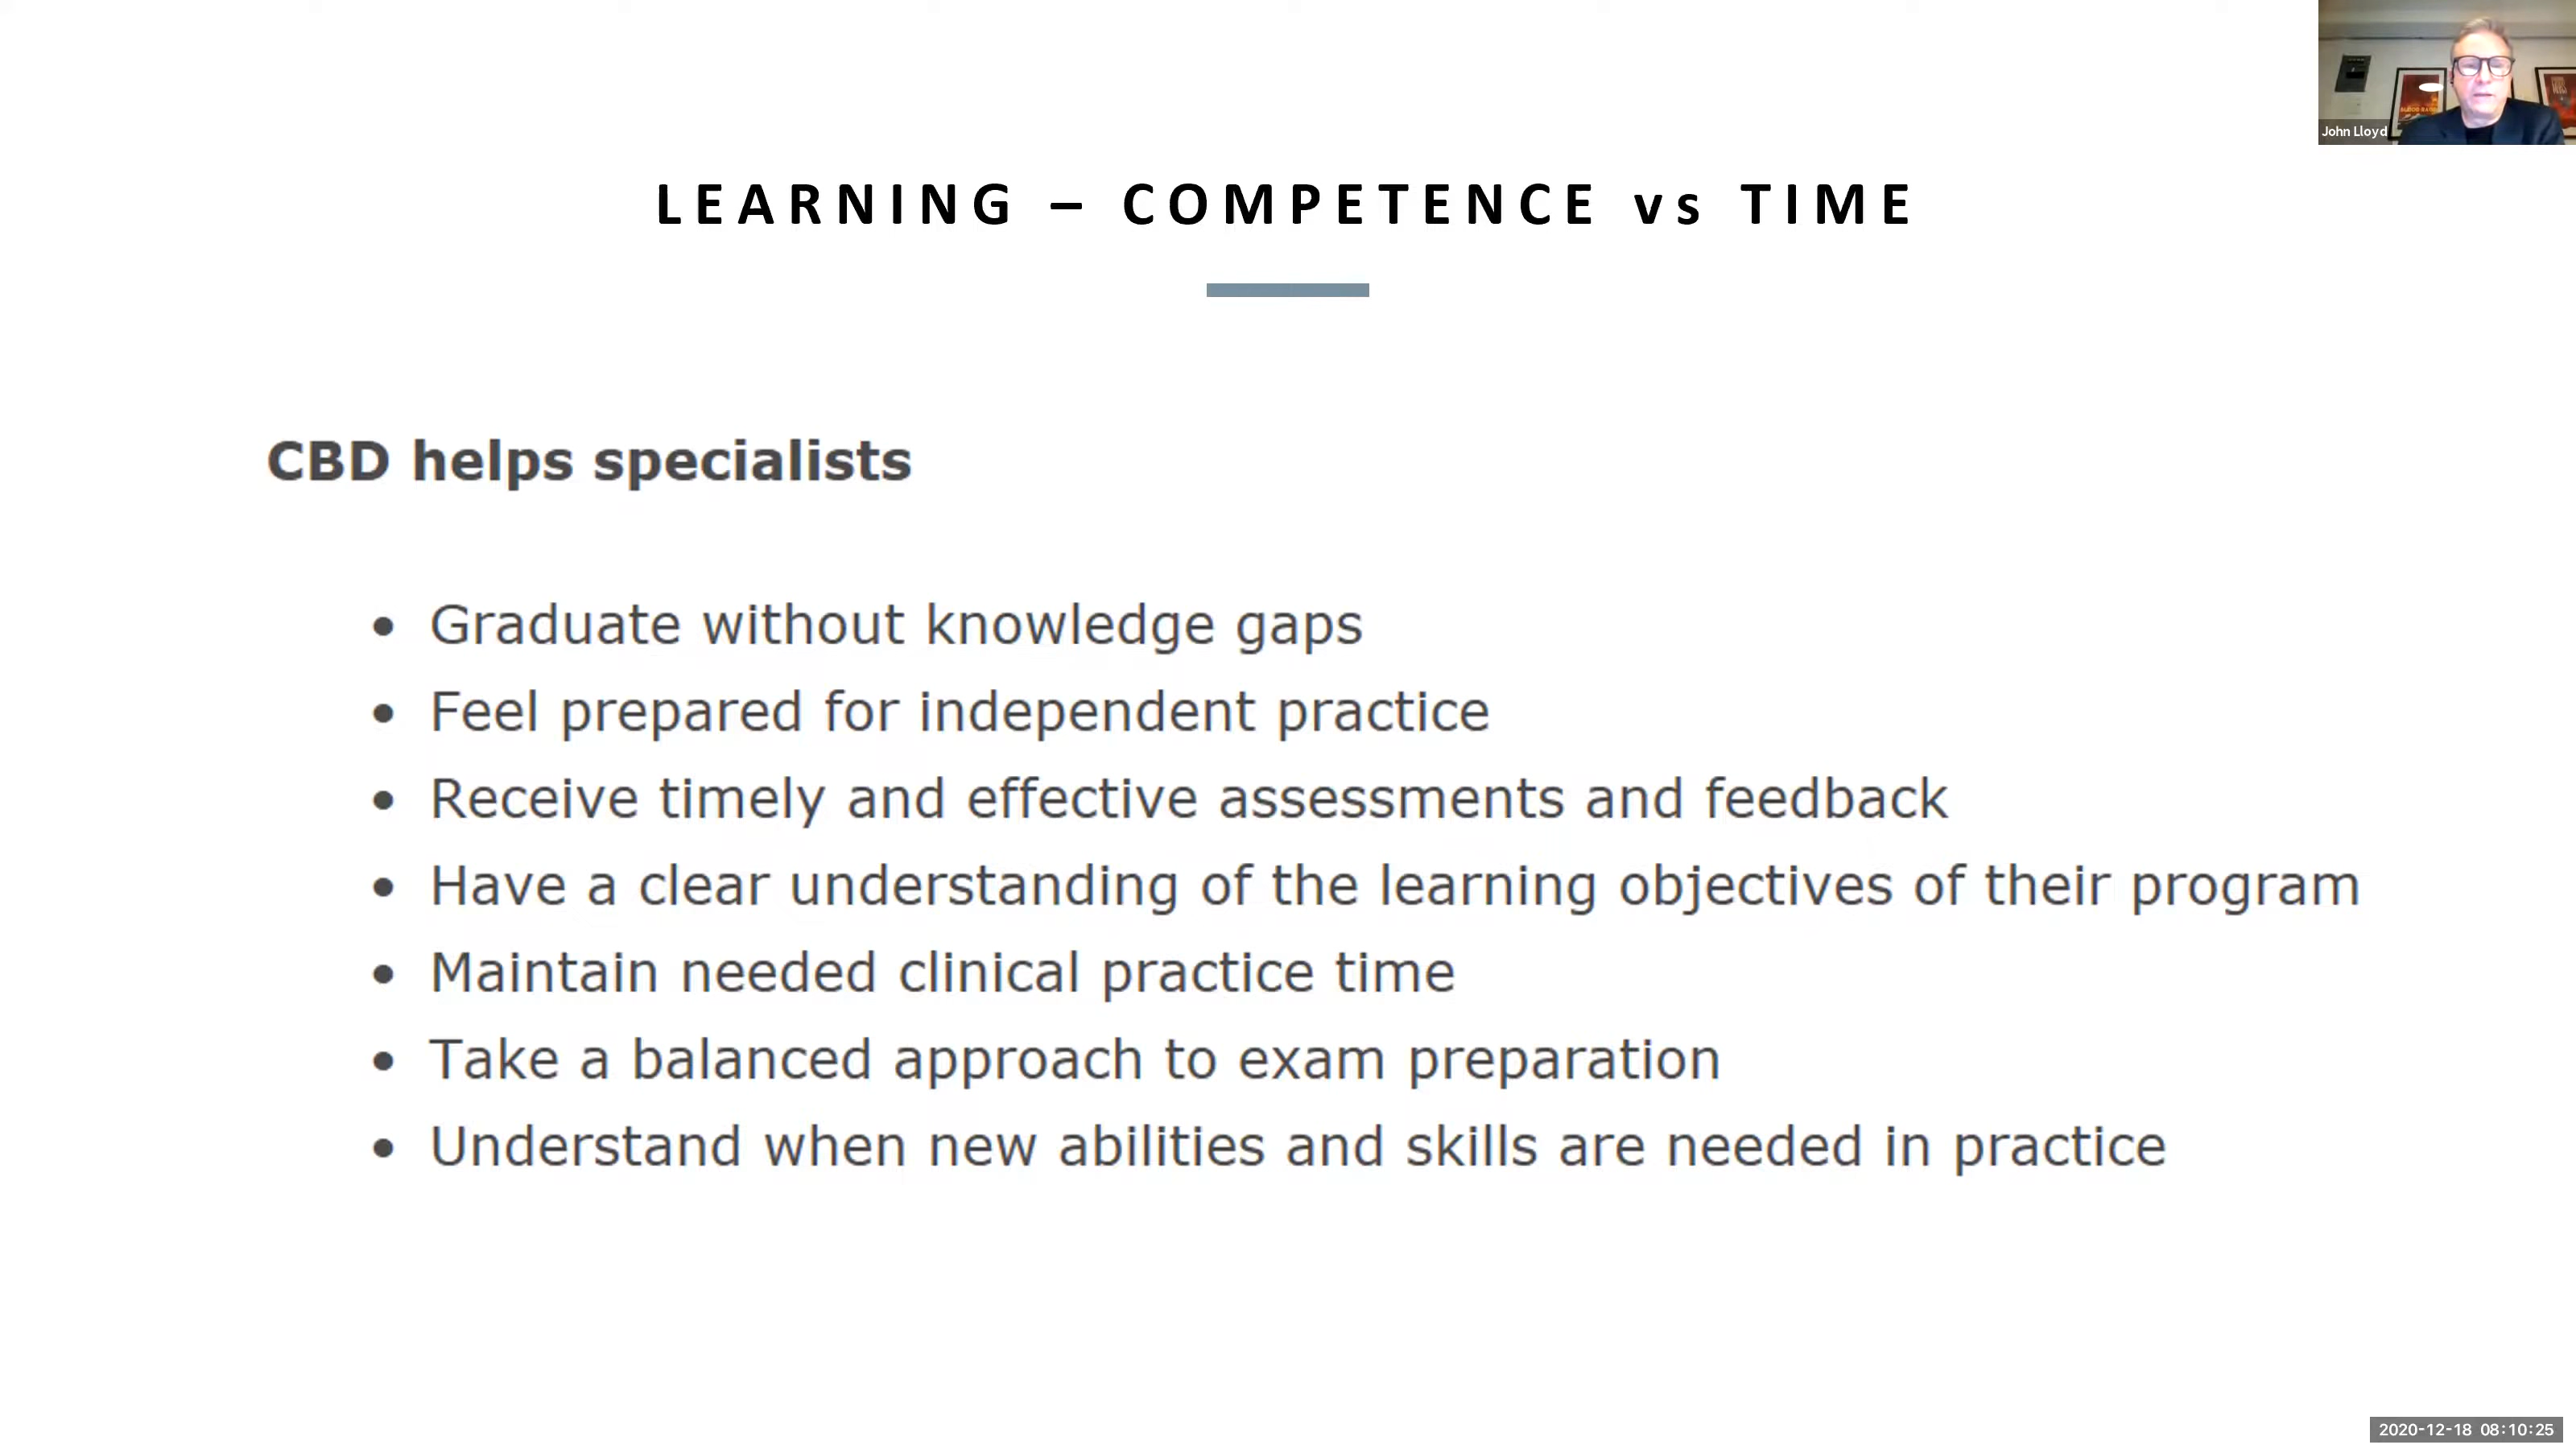 John Lloyd
LEARNING – COMPETENCE vs TIME
CBD helps specialists
• Graduate without knowledge gaps
• Feel prepared for independent practice
• Receive timely and effective assessments and feedback
• Have a clear understanding of the learning objectives of their program
• Maintain needed clinical practice time
• Take a balanced approach to exam preparation
• Understand when new abilities and skills are needed in practice
2020-12-18 08:10:25